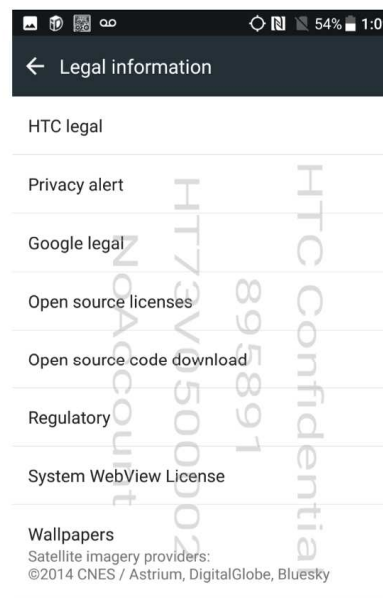 54% 1:0
Legal information
HTC legal
Privacy alert
Google legal
Open source licenses
Open source code download
Regulatory
System WebView License
Wallpapers
Satellite imagery providers:
©2014 CNES / Astrium, DigitalGlobe, Bluesky
HTC Confidential
895891
HT73V0500002
NoAccount